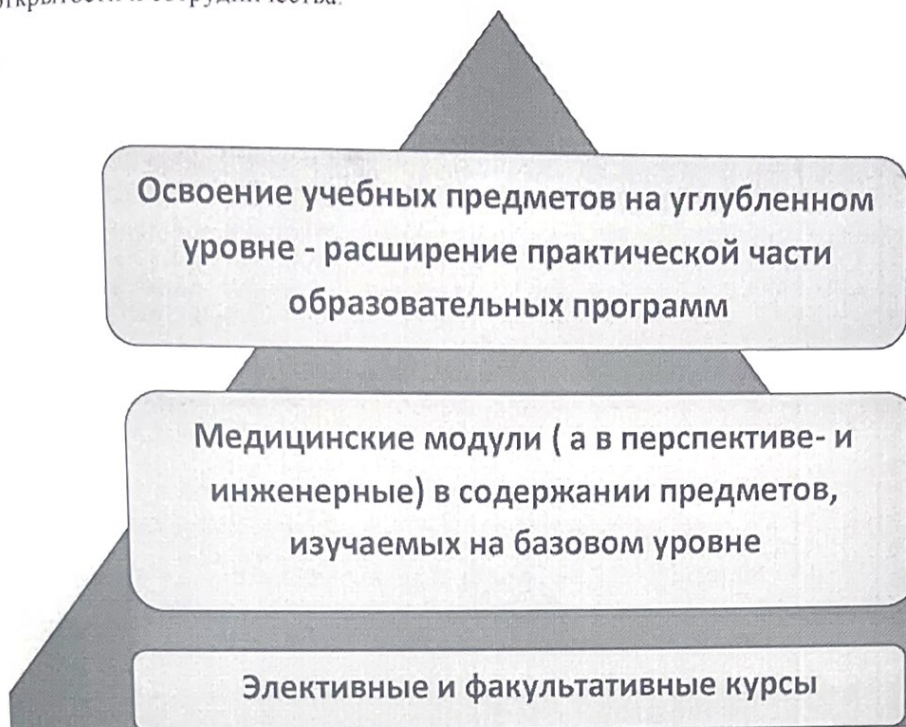 Освоение учебных предметов на углубленном
уровне - расширение практической части
образовательных программ
Медицинские модули ( а в перспективе- и
инженерные) в содержании предметов,
изучаемых на базовом уровне
Элективные и факультативные курсы